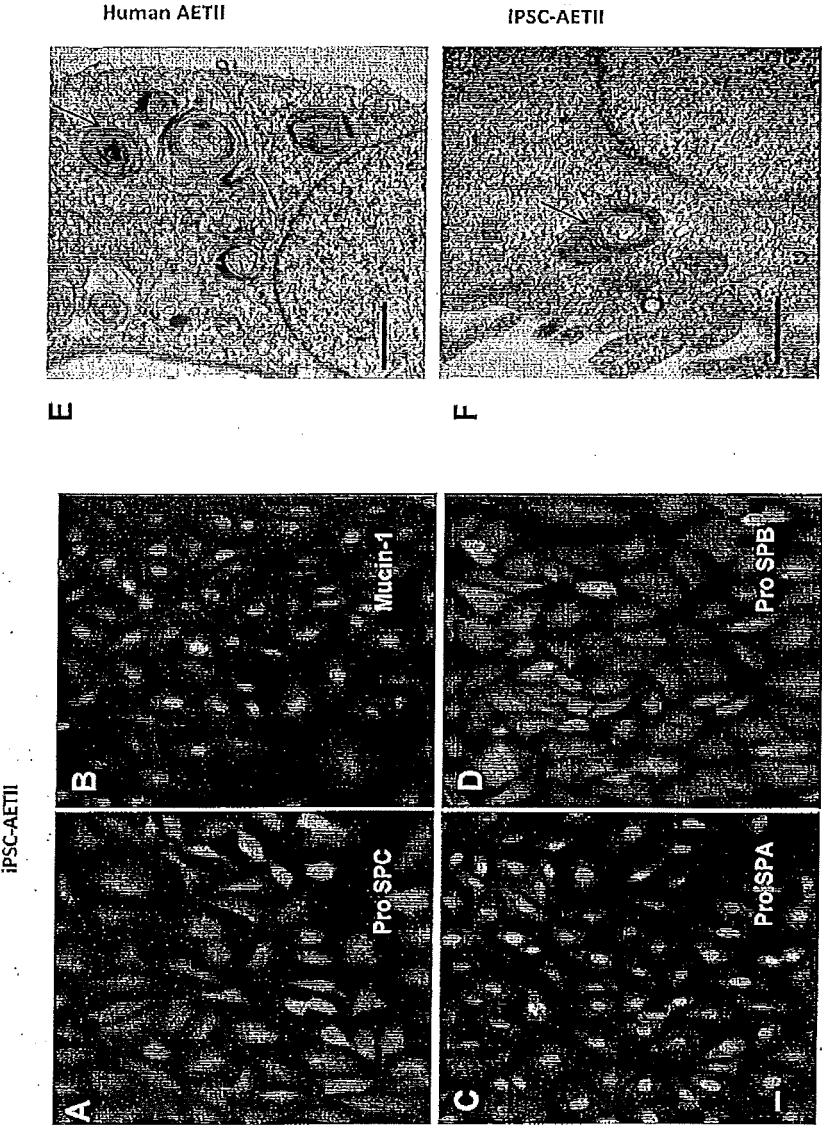 Human AETII
iPSC-AETII
E
F
iPSC-AETII
A
Pro SPC
B
Mucin-1
C
Pro SPA
D
Pro SPB